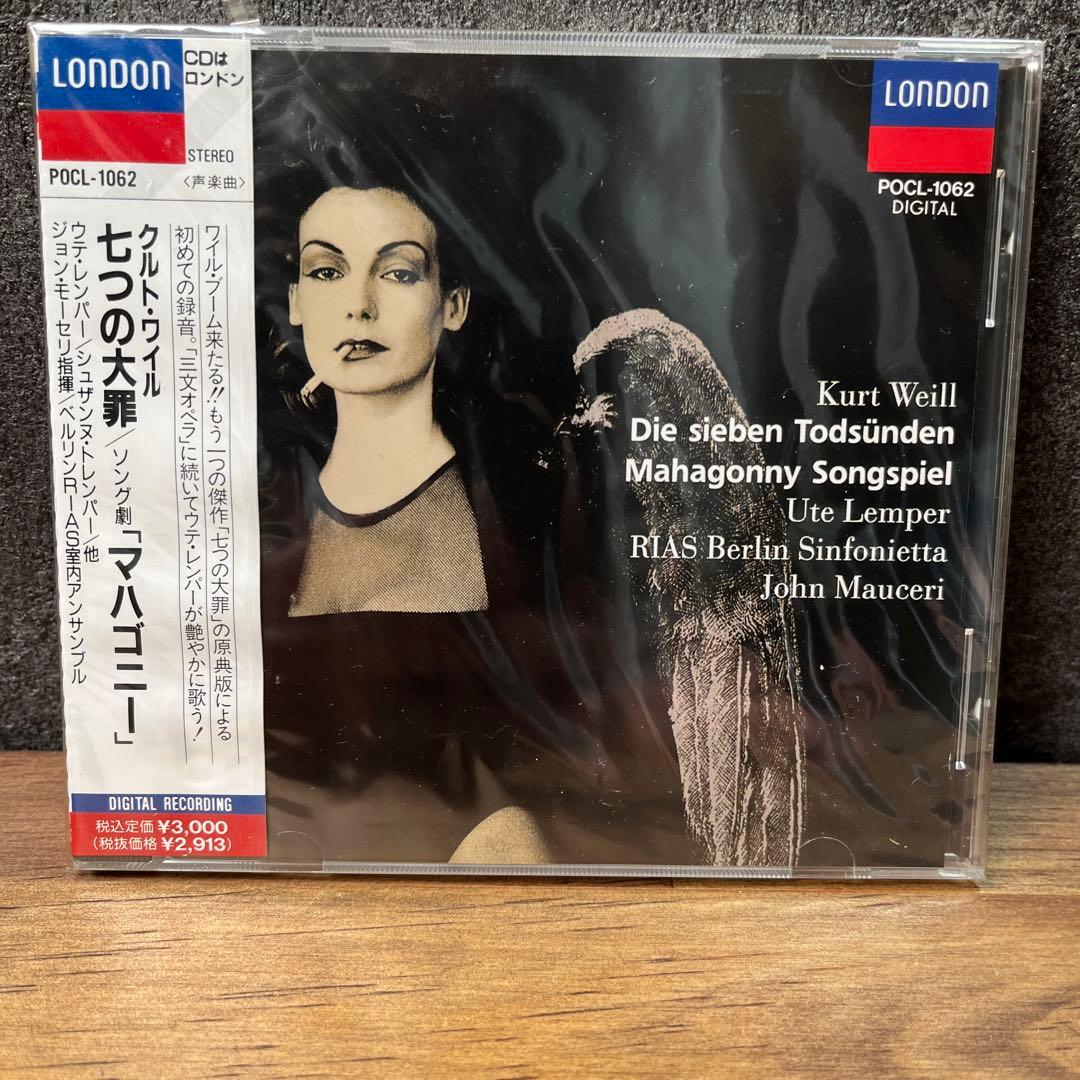 LONDON
CDは
ロンドン
STEREO
POCL-1062
〈声楽曲〉
クルト・ワイル
七つの大罪/ソング劇「マハゴニー」
ウテ・レンパー/シュザンヌ・トレンパー/他
ジョン・モーセリ指揮/ベルリンRIAS室内アンサンブル
ワイル・ブーム来たる!!もう一つの傑作「七つの大罪」の原典版による
初めての録音。「三文オペラ」に続いてウテ・レンパーが艶やかに歌う!
DIGITAL RECORDING
税込定価 ¥3,000
(税抜価格 ¥2,913)
LONDON
POCL-1062
DIGITAL
Kurt Weill
Die sieben Todsünden
Mahagonny Songspiel
Ute Lemper
RIAS Berlin Sinfonietta
John Mauceri